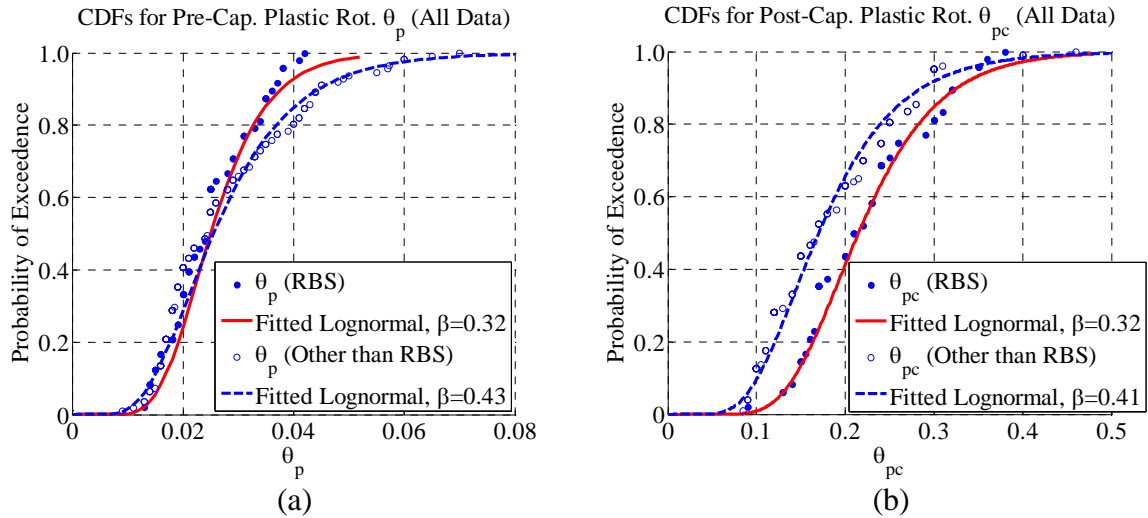 CDFs for Pre-Cap. Plastic Rot. θp (All Data)
Probability of Exceedence
1.0
0.8
0.6
0.4
0.2
0
0
0.02
0.04
0.06
0.08
θp (RBS)
Fitted Lognormal, β=0.32
θp (Other than RBS)
Fitted Lognormal, β=0.43
θp
(a)
CDFs for Post-Cap. Plastic Rot. θpc (All Data)
Probability of Exceedence
1.0
0.8
0.6
0.4
0.2
0
0
0.1
0.2
0.3
0.4
0.5
θpc (RBS)
Fitted Lognormal, β=0.32
θpc (Other than RBS)
Fitted Lognormal, β=0.41
θpc
(b)